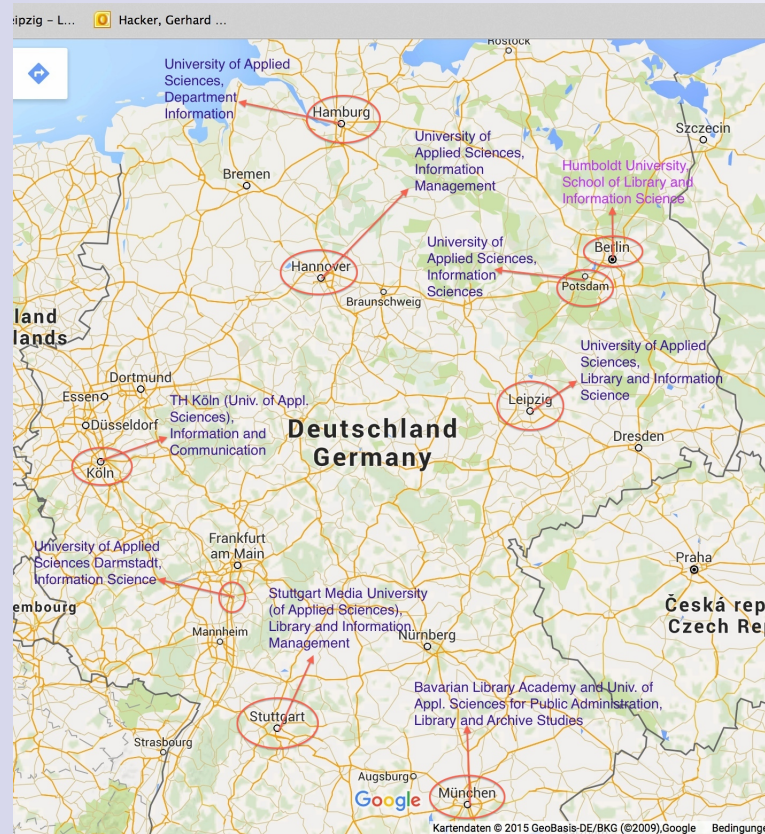 eipzig – L...
Hacker, Gerhard ...
Rostock
University of Applied
Sciences,
Department
Information
Hamburg
Szczecin
University of
Applied Sciences,
Information
Management
Bremen
Humboldt University,
School of Library and
Information Science
Berlin
University of
Applied Sciences,
Information
Sciences
Hannover
Potsdam
Braunschweig
land
lands
University of Applied
Sciences,
Library and Information
Science
Dortmund
Essen
Leipzig
TH Köln (Univ. of Appl.
Sciences),
Information and
Communication
Düsseldorf
Deutschland
Germany
Dresden
Köln
Frankfurt
am Main
University of Applied
Sciences Darmstadt,
Information Science
Praha
Stuttgart Media University
(of Applied Sciences),
Library and Information
Management
embourg
Česká rep
Czech Re
Mannheim
Nürnberg
Bavarian Library Academy and Univ. of
Appl. Sciences for Public Administration,
Library and Archive Studies
Stuttgart
Strasbourg
Augsburg
München
Google
Kartendaten © 2015 GeoBasis-DE/BKG (©2009),Google
Bedingung